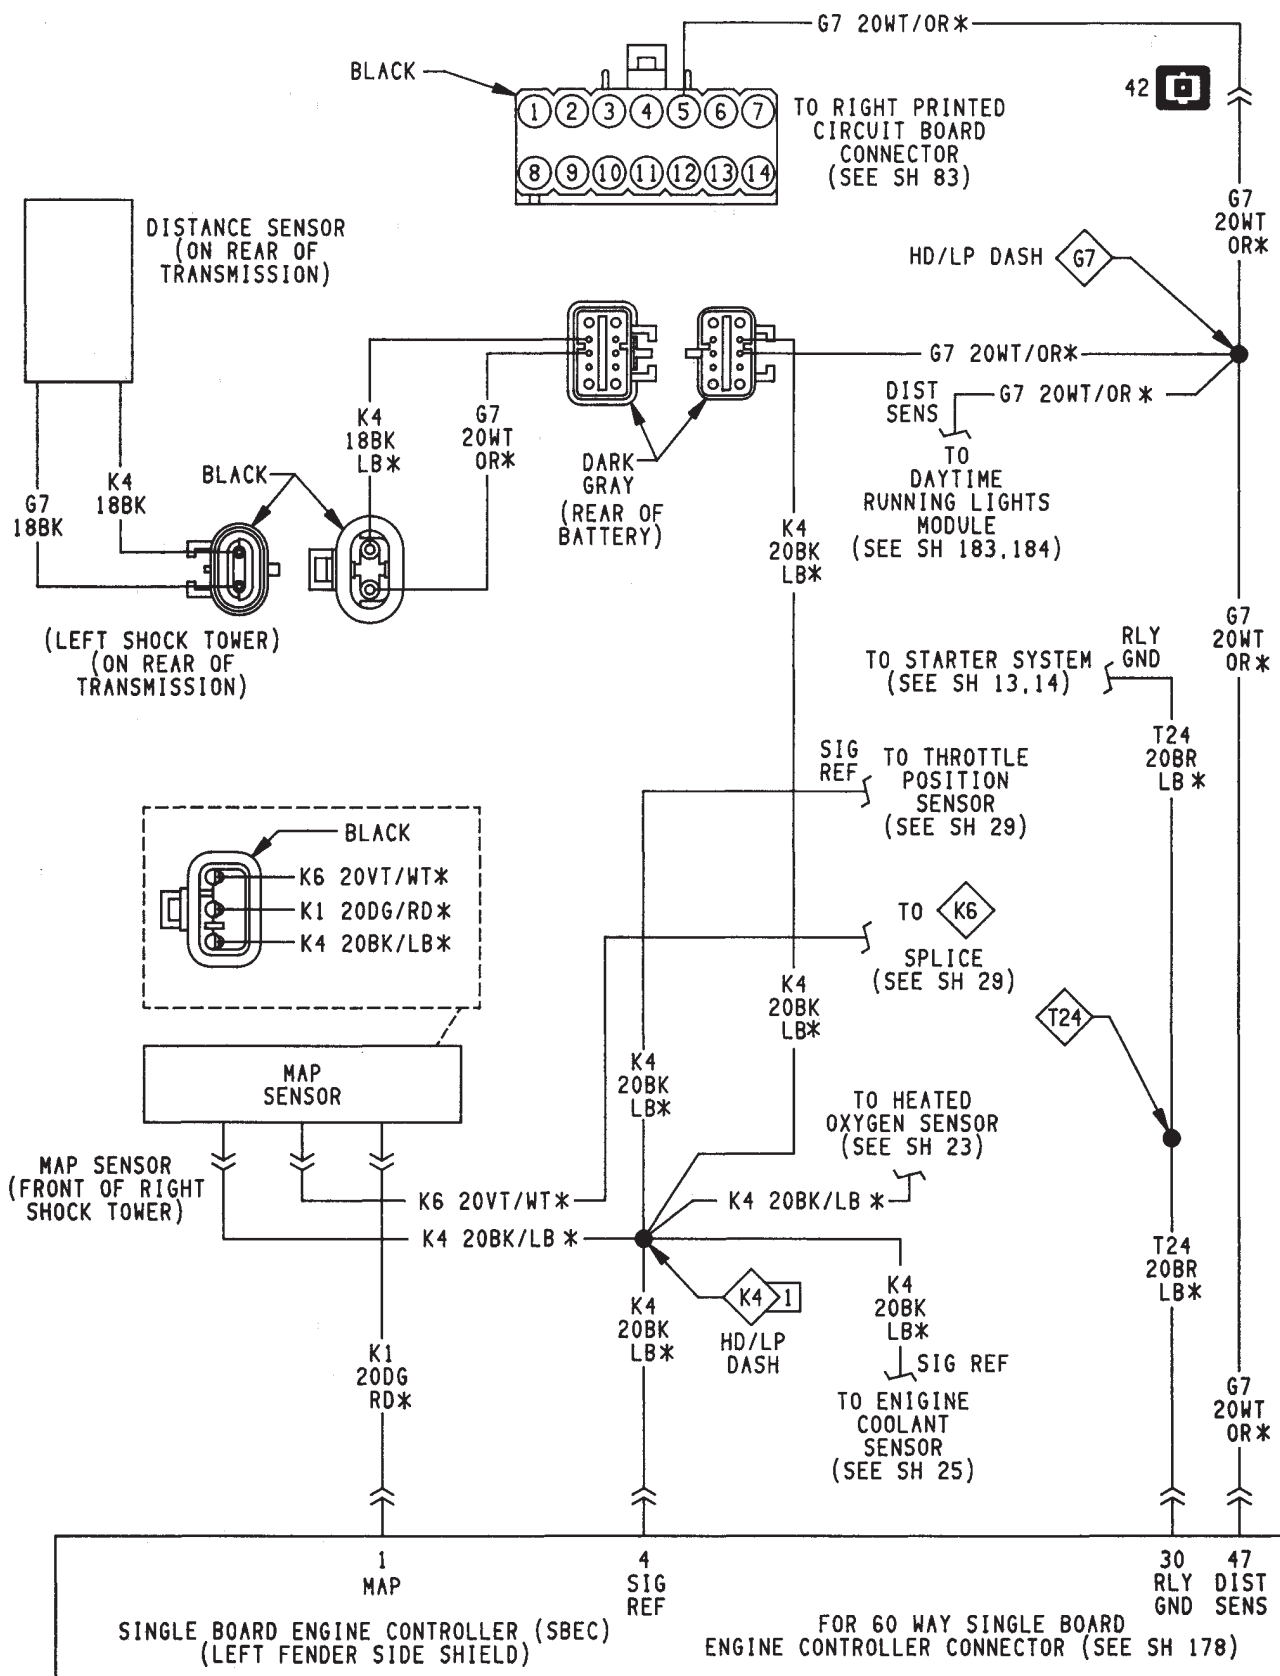 G7 20WT/OR*
BLACK
42
1 2 3 4 5 6 7
8 9 10 11 12 13 14
TO RIGHT PRINTED
CIRCUIT BOARD
CONNECTOR
(SEE SH 83)
G7
20WT
OR*
DISTANCE SENSOR
(ON REAR OF
TRANSMISSION)
HD/LP DASH
G7
G7 20WT/OR*
DIST
SENS
G7 20WT/OR*
TO
DAYTIME
RUNNING LIGHTS
MODULE
(SEE SH 183,184)
K4
18BK
LB*
G7
20WT
OR*
DARK
GRAY
(REAR OF
BATTERY)
BLACK
G7
18BK
K4
18BK
K4
20BK
LB*
(LEFT SHOCK TOWER)
(ON REAR OF
TRANSMISSION)
G7
20WT
OR*
RLY
GND
TO STARTER SYSTEM
(SEE SH 13,14)
T24
20BR
LB*
SIG
REF
TO THROTTLE
POSITION
SENSOR
(SEE SH 29)
BLACK
K6 20VT/WT*
K1 20DG/RD*
K4 20BK/LB*
TO
K6
SPLICE
(SEE SH 29)
K4
20BK
LB*
T24
MAP
SENSOR
K4
20BK
LB*
TO HEATED
OXYGEN SENSOR
(SEE SH 23)
MAP SENSOR
(FRONT OF RIGHT
SHOCK TOWER)
K6 20VT/WT*
K4 20BK/LB*
K4 20BK/LB*
T24
20BR
LB*
K4
20BK
LB*
K4
1
HD/LP
DASH
K4
20BK
LB*
SIG REF
TO ENIGINE
COOLANT
SENSOR
(SEE SH 25)
K1
20DG
RD*
G7
20WT
OR*
1
MAP
4
SIG
REF
30
RLY
GND
47
DIST
SENS
SINGLE BOARD ENGINE CONTROLLER (SBEC)
(LEFT FENDER SIDE SHIELD)
FOR 60 WAY SINGLE BOARD
ENGINE CONTROLLER CONNECTOR (SEE SH 178)